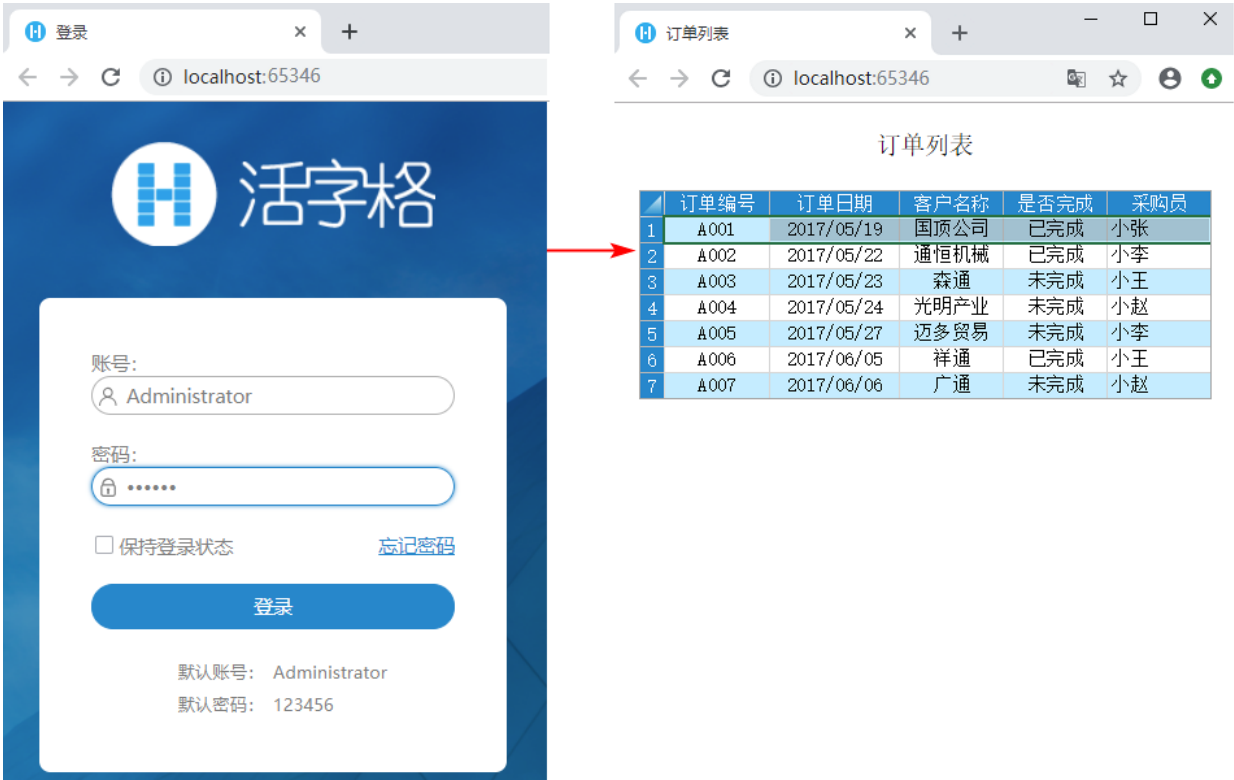 登录
localhost:65346
活字格
账号：
Administrator
密码：
••••••
保持登录状态 忘记密码
登录
默认账号： Administrator
默认密码： 123456
订单列表
localhost:65346
订单列表
订单编号 订单日期 客户名称 是否完成 采购员
1 A001 2017/05/19 国顶公司 已完成 小张
2 A002 2017/05/22 通恒机械 已完成 小李
3 A003 2017/05/23 森通 未完成 小王
4 A004 2017/05/24 光明产业 未完成 小赵
5 A005 2017/05/27 迈多贸易 未完成 小李
6 A006 2017/06/05 祥通 已完成 小王
7 A007 2017/06/06 广通 未完成 小赵